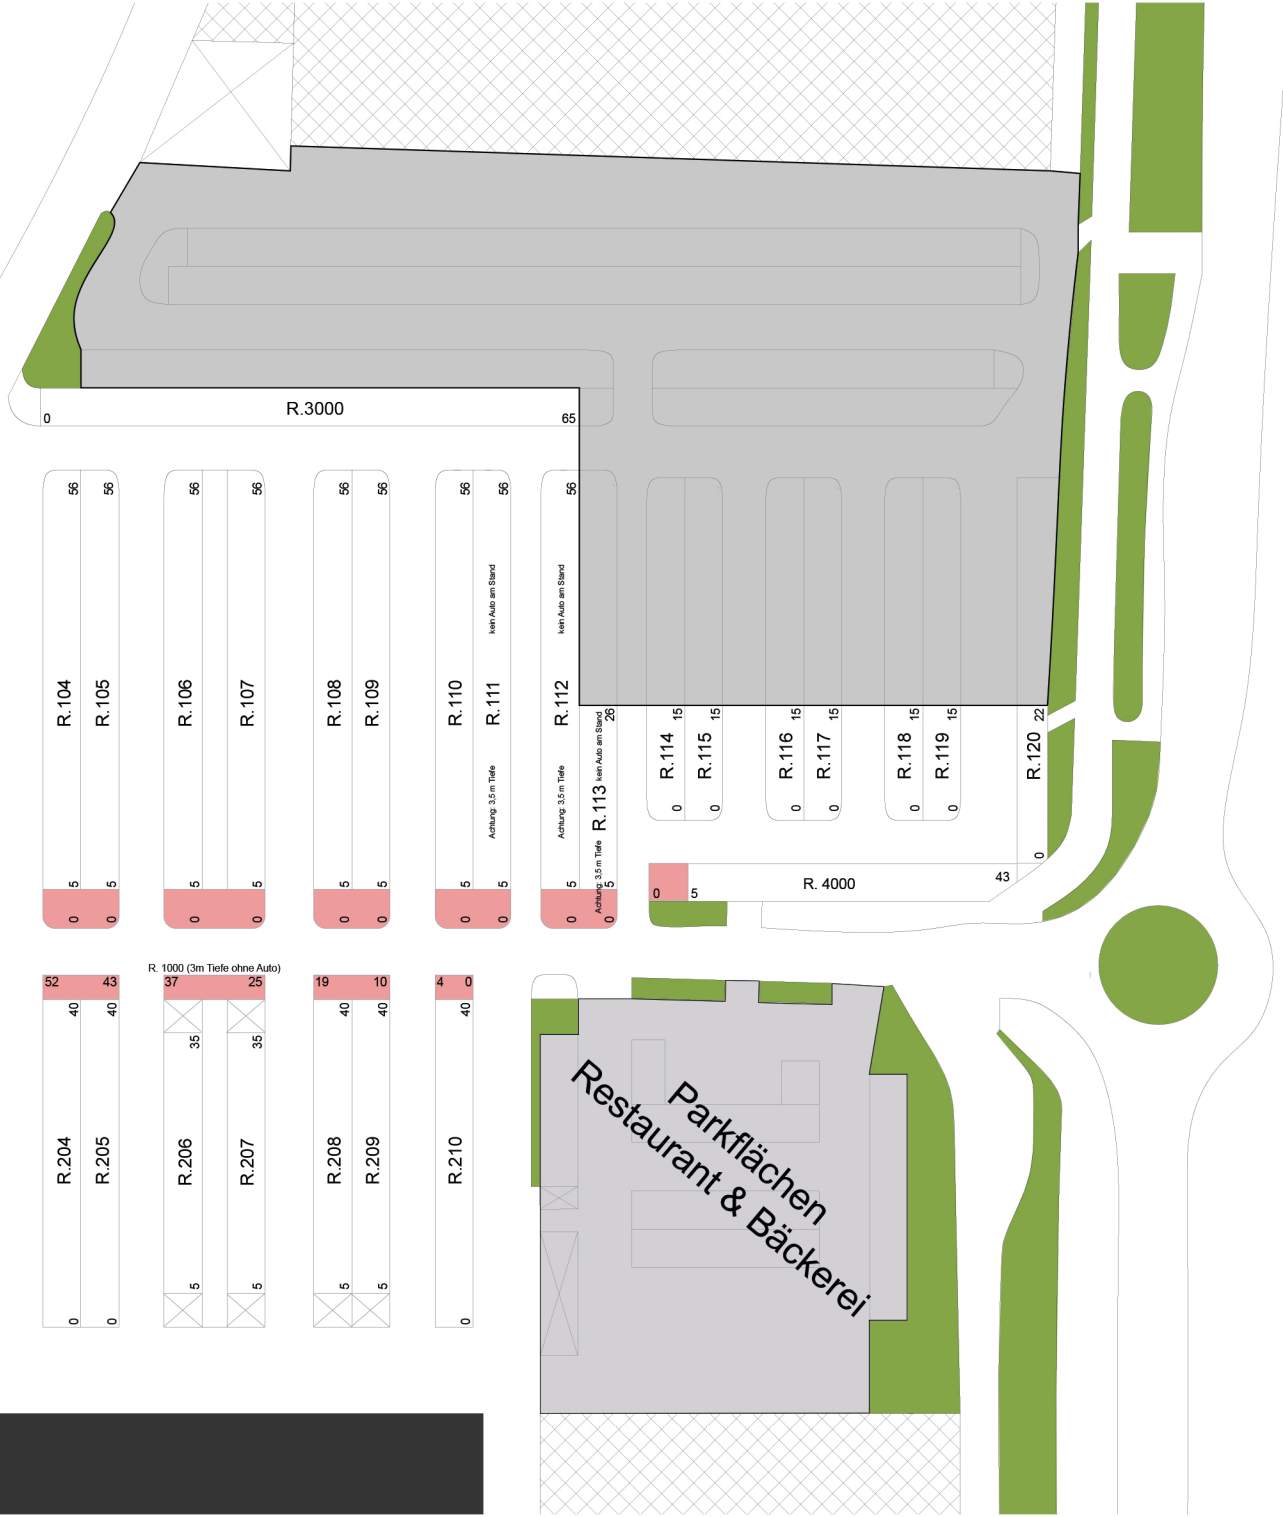 R.3000
0
65
56
56
56
56
56
56
56
56
56
kein Auto am Stand
kein Auto am Stand
R.104
R.105
R.106
R.107
R.108
R.109
R.110
R.111
R.112
Achtung: 3,5 m Tiefe
Achtung: 3,5 m Tiefe
26
Achtung: 3,5 m Tiefe R.113 kein Auto am Stand
15
15
15
15
15
15
22
R.114
R.115
R.116
R.117
R.118
R.119
R.120
0
0
0
0
0
0
0
5
5
5
5
5
5
5
5
5
5
0
0
0
0
0
0
0
0
0
0
0
5
R. 4000
43
R. 1000 (3m Tiefe ohne Auto)
52
43
37
25
19
10
4
0
40
40
40
40
40
35
35
R.204
R.205
R.206
R.207
R.208
R.209
R.210
5
5
5
5
0
0
0
Parkflächen
Restaurant & Bäckerei